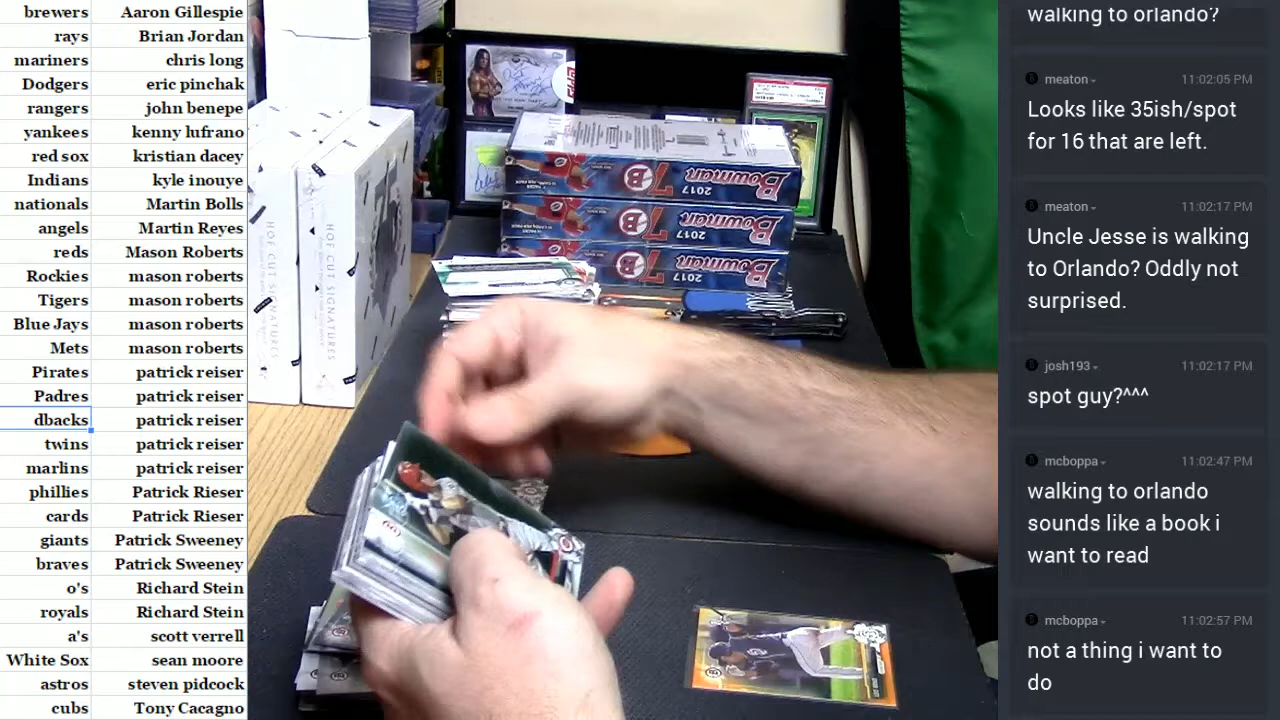 brewers Aaron Gillespie
rays Brian Jordan
mariners chris long
Dodgers eric pinchak
rangers john benepe
yankees kenny lufrano
red sox kristian dacey
Indians kyle inouye
nationals Martin Bolls
angels Martin Reyes
reds Mason Roberts
Rockies mason roberts
Tigers mason roberts
Blue Jays mason roberts
Mets mason roberts
Pirates patrick reiser
Padres patrick reiser
dbacks patrick reiser
twins patrick reiser
marlins patrick reiser
phillies Patrick Rieser
cards Patrick Rieser
giants Patrick Sweeney
braves Patrick Sweeney
o's Richard Stein
royals Richard Stein
a's scott verrell
White Sox sean moore
astros steven pidcock
cubs Tony Cacagno
HOF CUT SIGNATURES
HOF CUT SIGNATURES
2017 Bowman
2017 Bowman
2017 Bowman
walking to orlando?
meaton 11:02:05 PM
Looks like 35ish/spot
for 16 that are left.
meaton 11:02:17 PM
Uncle Jesse is walking
to Orlando? Oddly not
surprised.
josh193 11:02:17 PM
spot guy?^^^
mcboppa 11:02:47 PM
walking to orlando
sounds like a book i
want to read
mcboppa 11:02:57 PM
not a thing i want to
do